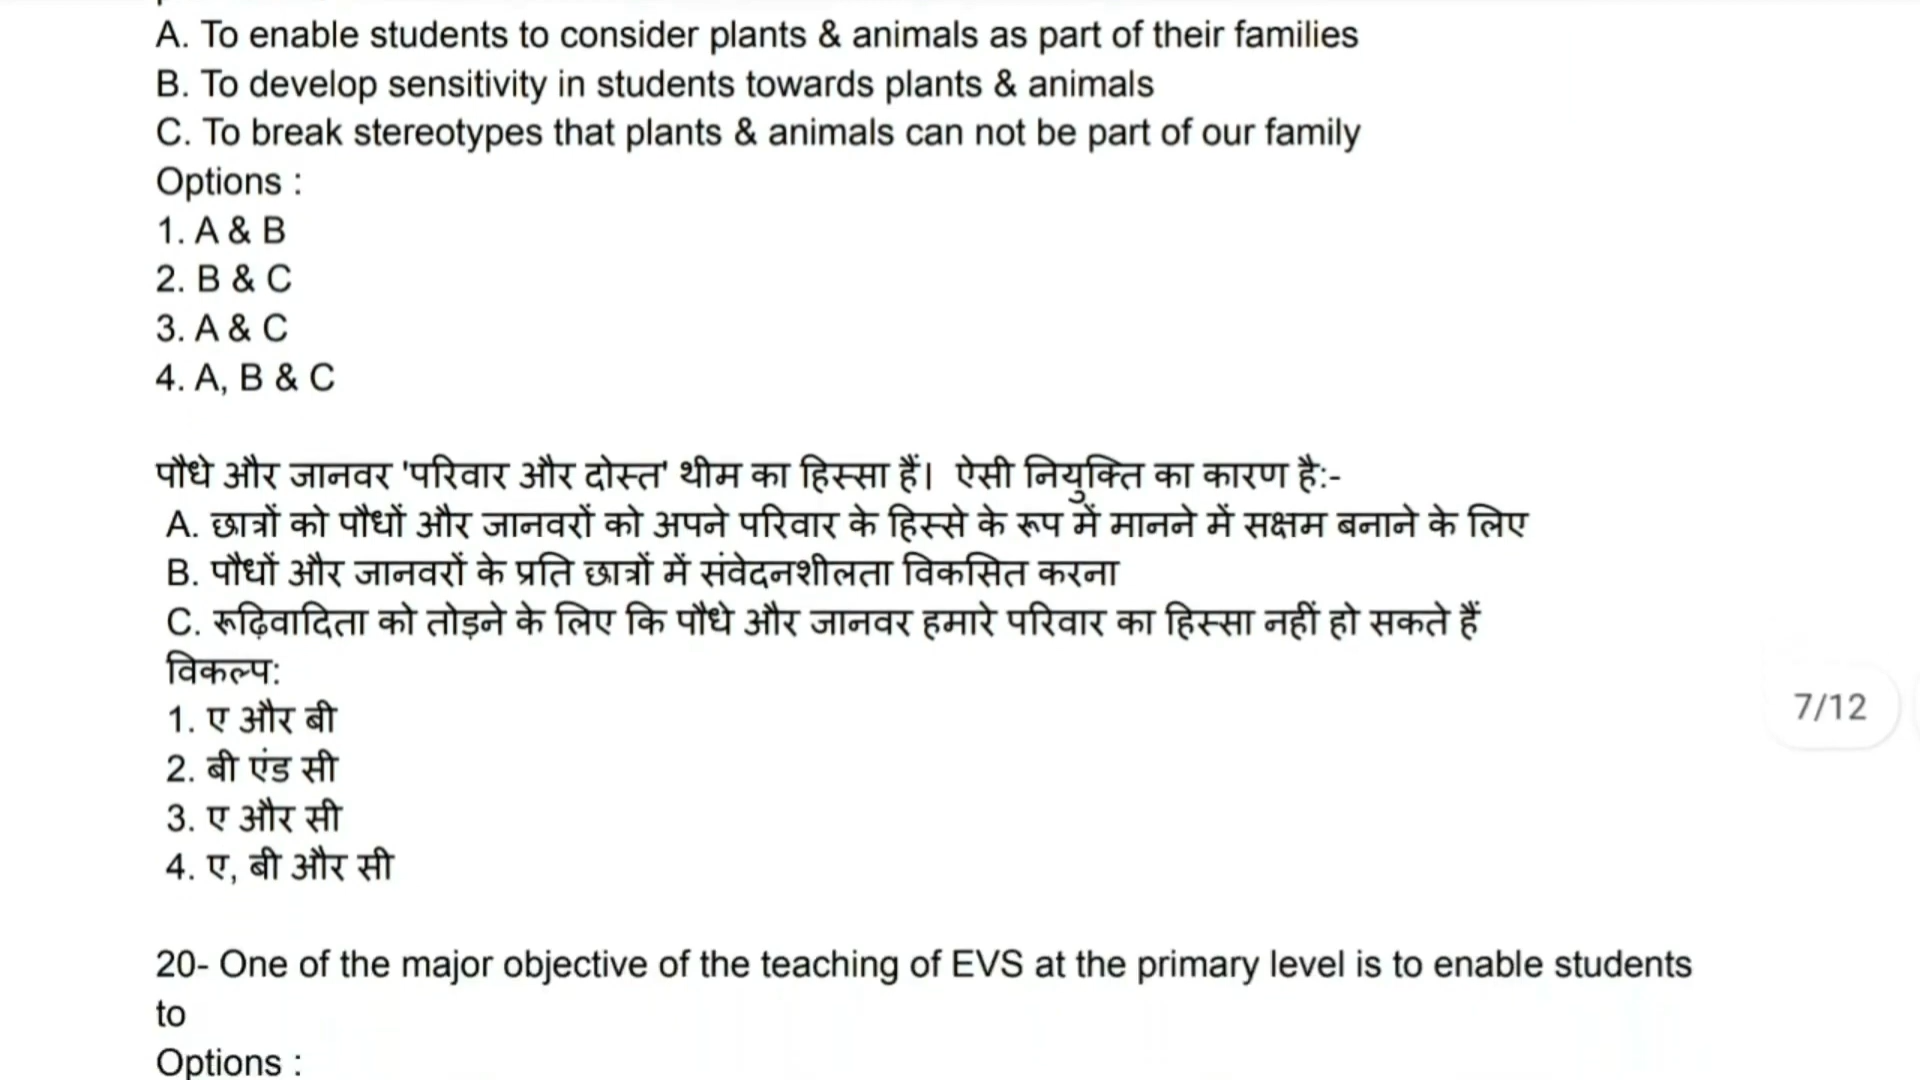 A. To enable students to consider plants & animals as part of their families
B. To develop sensitivity in students towards plants & animals
C. To break stereotypes that plants & animals can not be part of our family
Options :
1. A & B
2. B & C
3. A & C
4. A, B & C
पौधे और जानवर 'परिवार और दोस्त' थीम का हिस्सा हैं। ऐसी नियुक्ति का कारण है:-
A. छात्रों को पौधों और जानवरों को अपने परिवार के हिस्से के रूप में मानने में सक्षम बनाने के लिए
B. पौधों और जानवरों के प्रति छात्रों में संवेदनशीलता विकसित करना
C. रूढ़िवादिता को तोड़ने के लिए कि पौधे और जानवर हमारे परिवार का हिस्सा नहीं हो सकते हैं
विकल्प:
1. ए और बी
2. बी एंड सी
3. ए और सी
4. ए, बी और सी
7/12
20- One of the major objective of the teaching of EVS at the primary level is to enable students
to
Options :